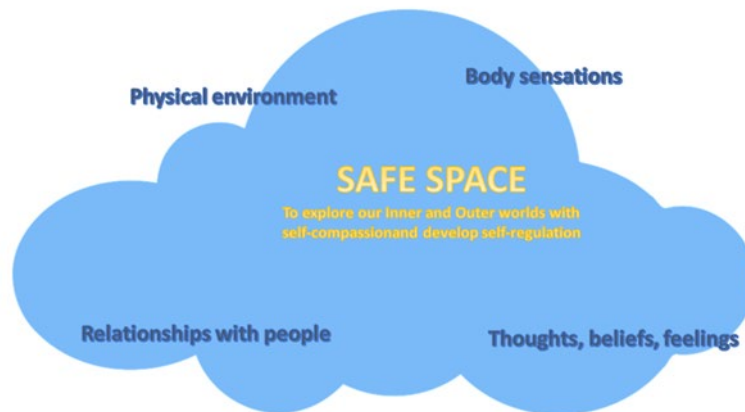 Body sensations
Physical environment
SAFE SPACE
To explore our Inner and Outer worlds with
self-compassionand develop self-regulation
Relationships with people
Thoughts, beliefs, feelings